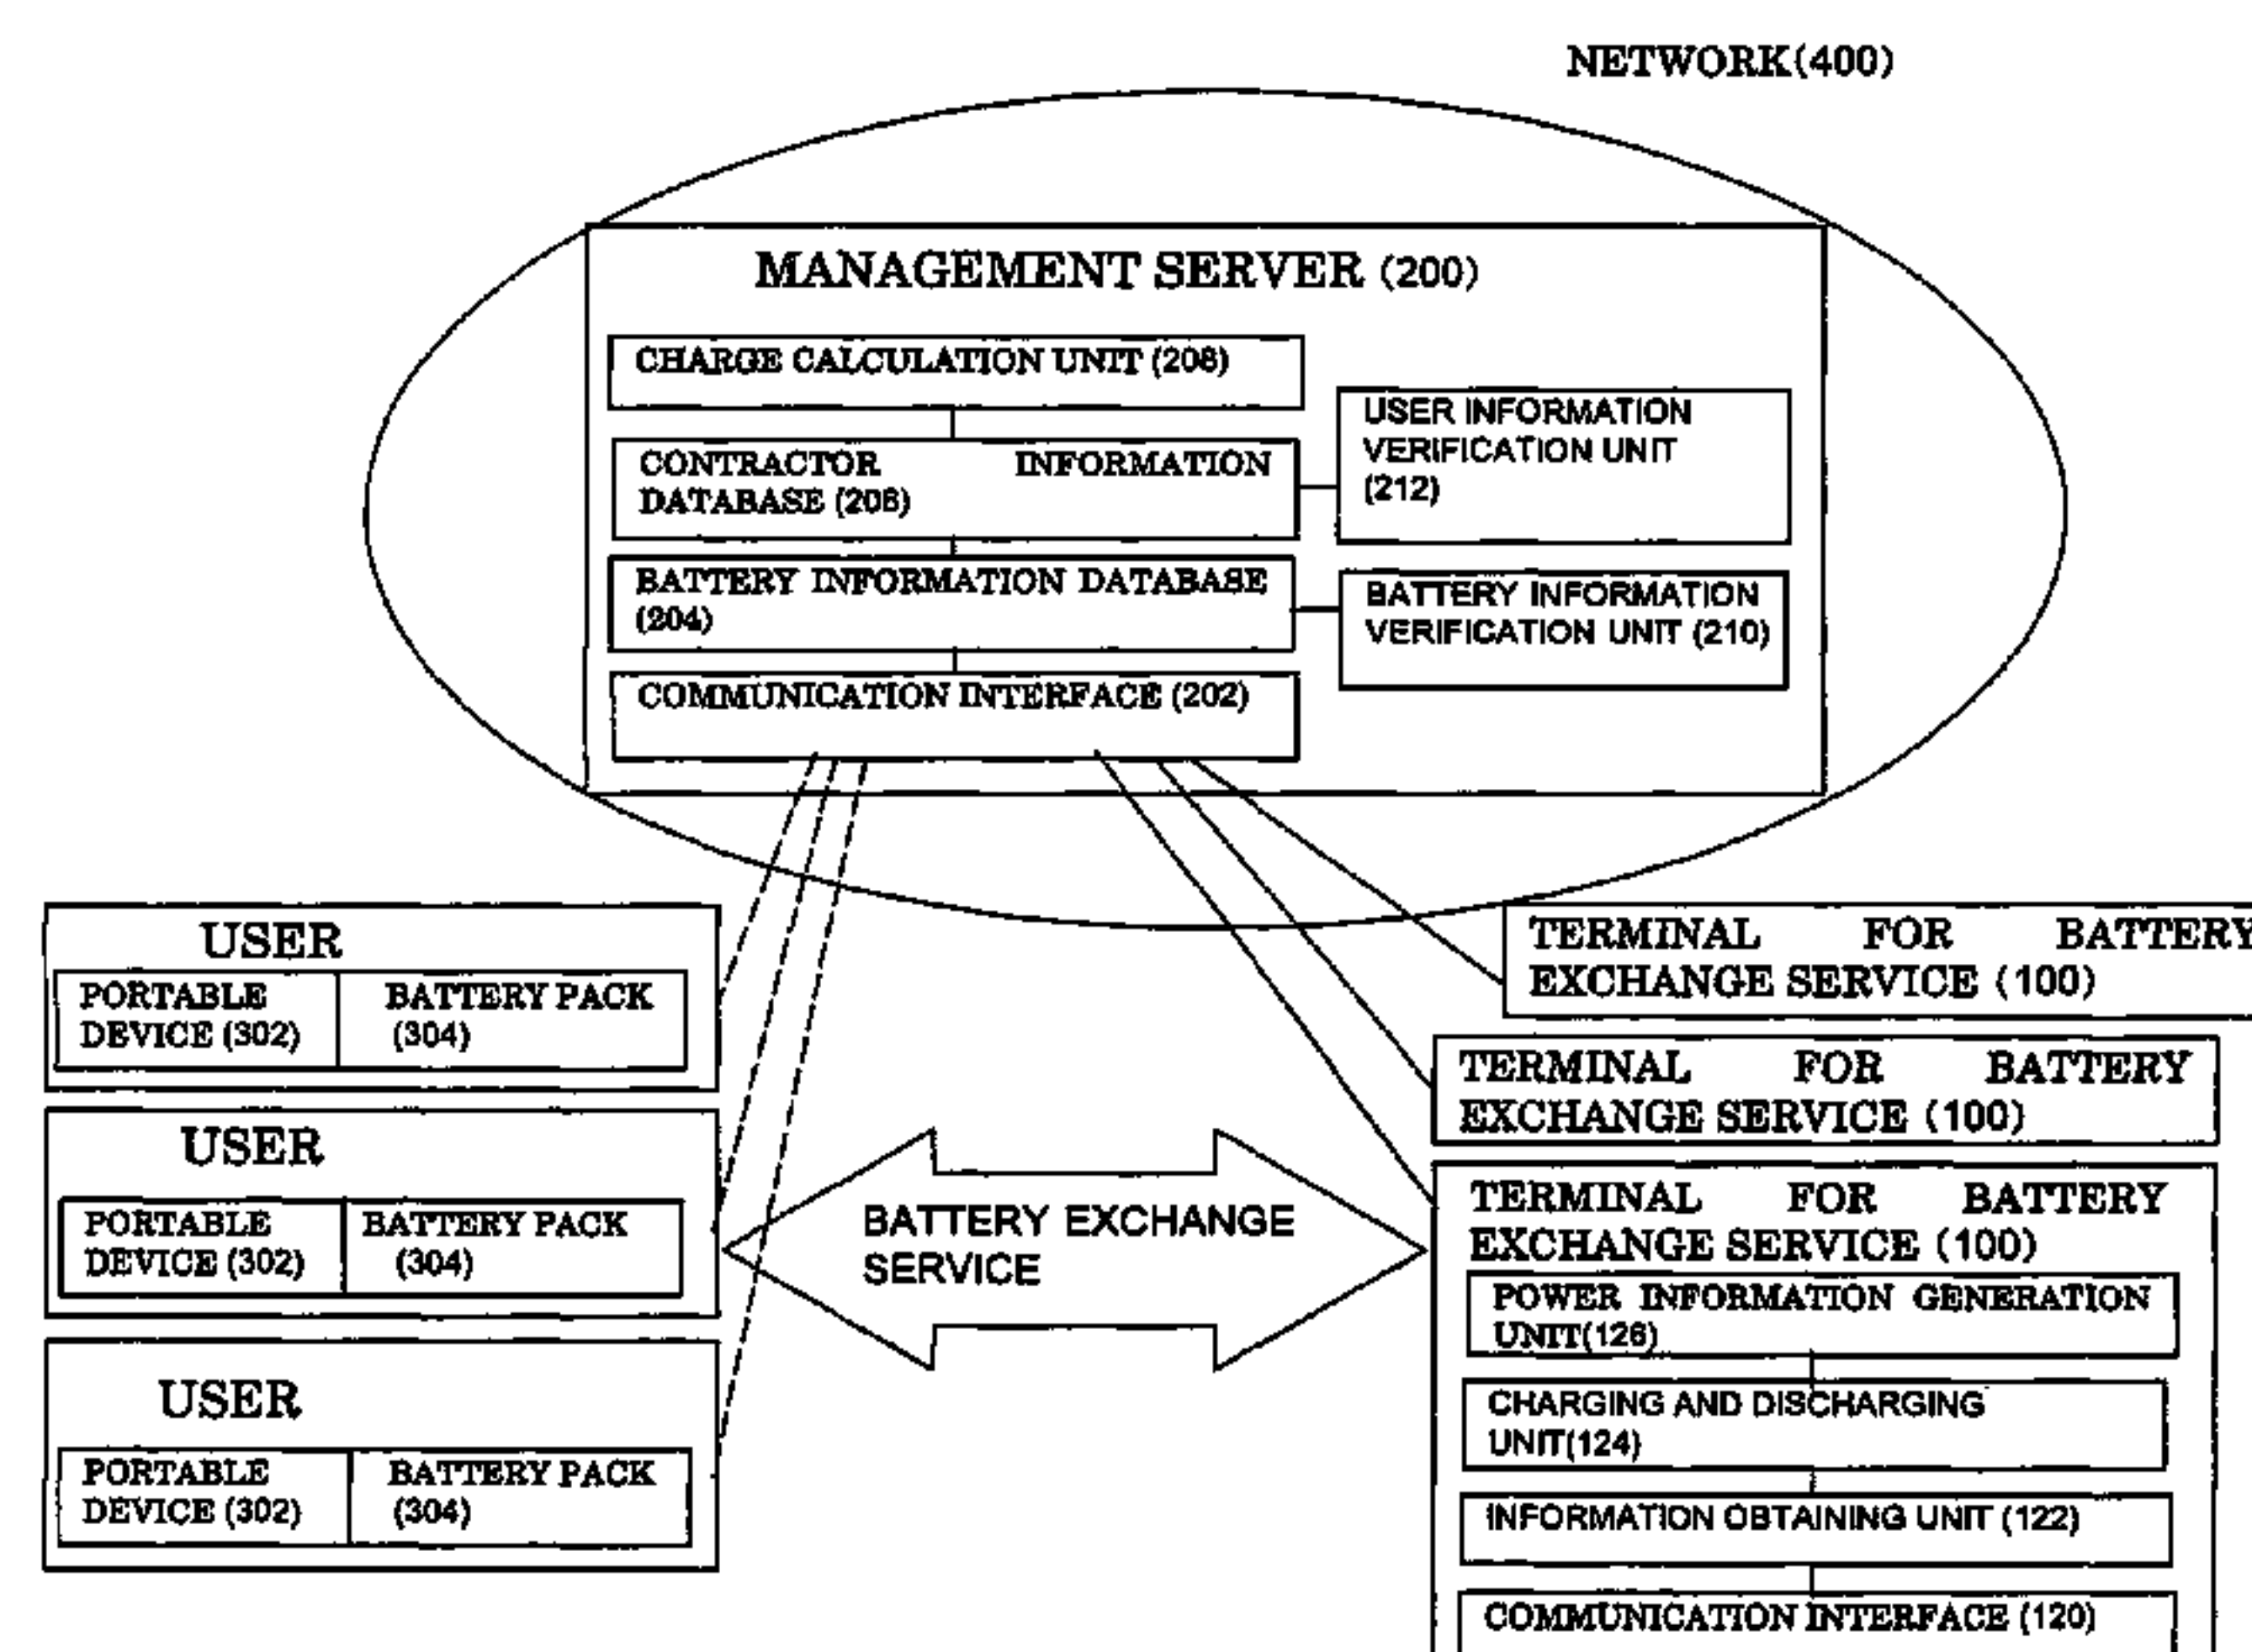 NETWORK(400)
MANAGEMENT SERVER (200)
CHARGE CALCULATION UNIT (208)
CONTRACTOR INFORMATION
DATABASE (206)
USER INFORMATION
VERIFICATION UNIT
(212)
BATTERY INFORMATION DATABASE
(204)
BATTERY INFORMATION
VERIFICATION UNIT (210)
COMMUNICATION INTERFACE (202)
USER
PORTABLE
DEVICE (302)
BATTERY PACK
(304)
USER
PORTABLE
DEVICE (302)
BATTERY PACK
(304)
USER
PORTABLE
DEVICE (302)
BATTERY PACK
(304)
BATTERY EXCHANGE
SERVICE
TERMINAL FOR BATTERY
EXCHANGE SERVICE (100)
TERMINAL FOR BATTERY
EXCHANGE SERVICE (100)
TERMINAL FOR BATTERY
EXCHANGE SERVICE (100)
POWER INFORMATION GENERATION
UNIT(126)
CHARGING AND DISCHARGING
UNIT(124)
INFORMATION OBTAINING UNIT (122)
COMMUNICATION INTERFACE (120)